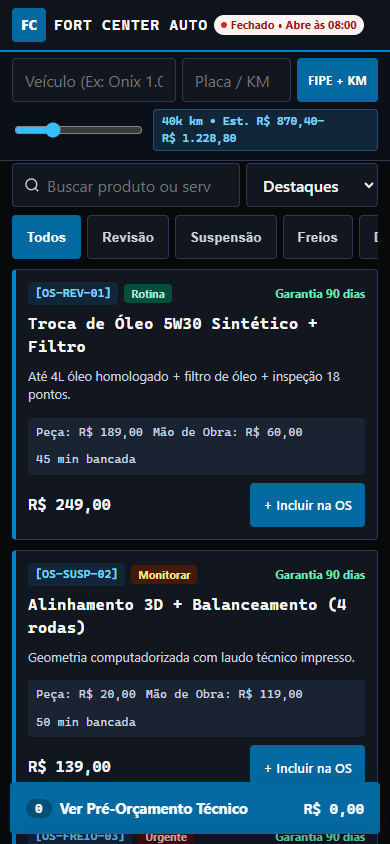 FC FORT CENTER AUTO Fechado • Abre às 08:00
Veículo (Ex: Onix 1.0 Placa / KM FIPE + KM
40k km • Est. R$ 870,40–
R$ 1.228,80
Buscar produto ou serv Destaques
Todos Revisão Suspensão Freios
[OS-REV-01] Rotina Garantia 90 dias
Troca de Óleo 5W30 Sintético +
Filtro
Até 4L óleo homologado + filtro de óleo + inspeção 18
pontos.
Peça: R$ 189,00 Mão de Obra: R$ 60,00
45 min bancada
R$ 249,00 + Incluir na OS
[OS-SUSP-02] Monitorar Garantia 90 dias
Alinhamento 3D + Balanceamento (4
rodas)
Geometria computadorizada com laudo técnico impresso.
Peça: R$ 20,00 Mão de Obra: R$ 119,00
50 min bancada
R$ 139,00 + Incluir na OS
0 Ver Pré-Orçamento Técnico R$ 0,00
[OS-FREIO-03] Urgente Garantia 90 dias